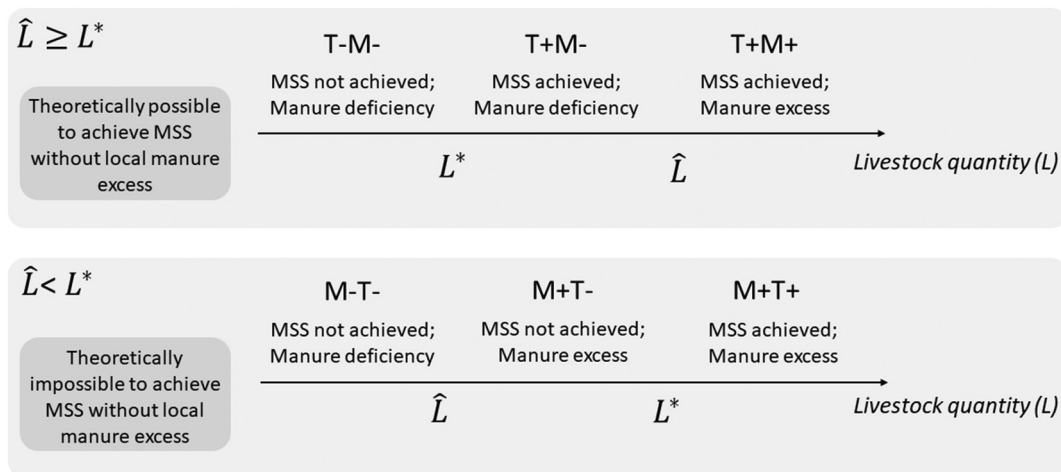 L̂ ≥ L*
Theoretically possible
to achieve MSS
without local manure
excess
T-M-
MSS not achieved;
Manure deficiency
T+M-
MSS achieved;
Manure deficiency
T+M+
MSS achieved;
Manure excess
L*
L̂
Livestock quantity (L)
L̂< L*
Theoretically
impossible to achieve
MSS without local
manure excess
M-T-
MSS not achieved;
Manure deficiency
M+T-
MSS not achieved;
Manure excess
M+T+
MSS achieved;
Manure excess
L̂
L*
Livestock quantity (L)